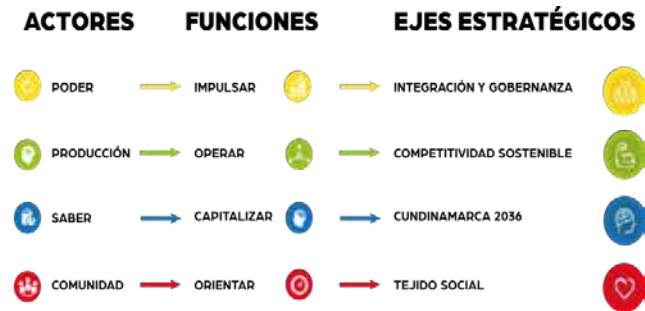 ACTORES FUNCIONES EJES ESTRATÉGICOS
PODER IMPULSAR INTEGRACIÓN Y GOBERNANZA
PRODUCCIÓN OPERAR COMPETITIVIDAD SOSTENIBLE
SABER CAPITALIZAR CUNDINAMARCA 2036
COMUNIDAD ORIENTAR TEJIDO SOCIAL